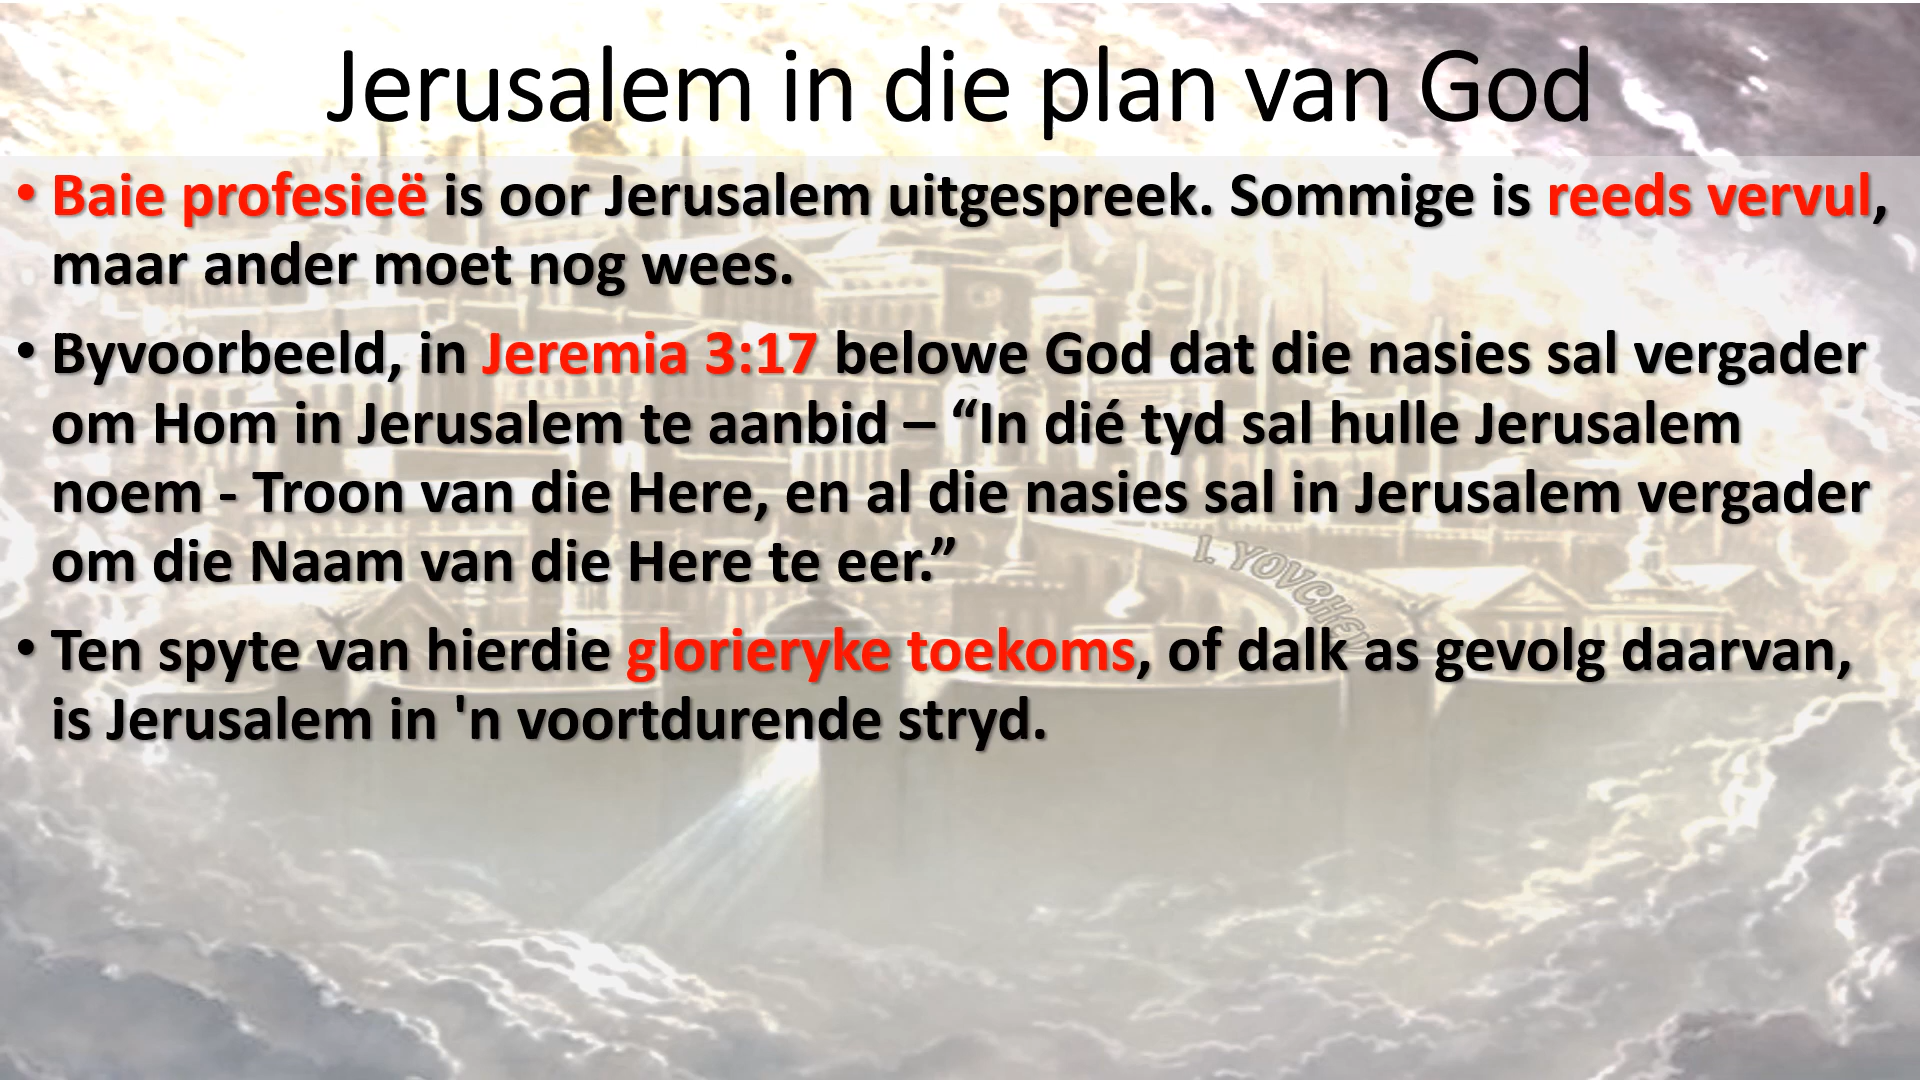 Jerusalem in die plan van God
• Baie profesieë is oor Jerusalem uitgespreek. Sommige is reeds vervul,
maar ander moet nog wees.
• Byvoorbeeld, in Jeremia 3:17 belowe God dat die nasies sal vergader
om Hom in Jerusalem te aanbid – “In dié tyd sal hulle Jerusalem
noem - Troon van die Here, en al die nasies sal in Jerusalem vergader
om die Naam van die Here te eer.”
• Ten spyte van hierdie glorieryke toekoms, of dalk as gevolg daarvan,
is Jerusalem in 'n voortdurende stryd.